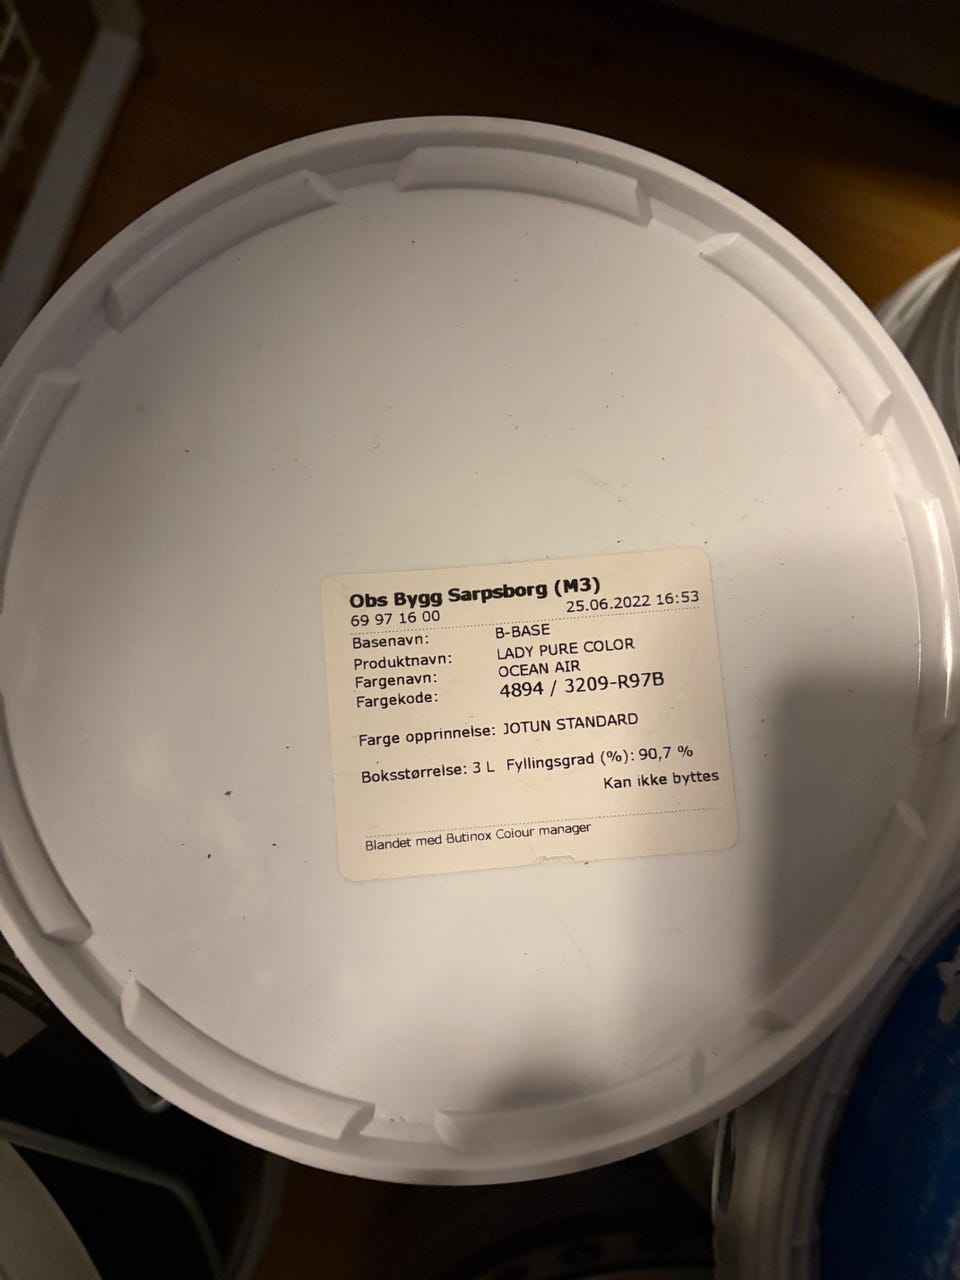 Obs Bygg Sarpsborg (M3)
69 97 16 00 25.06.2022 16:53
Basenavn: B-BASE
Produktnavn: LADY PURE COLOR
Fargenavn: OCEAN AIR
Fargekode: 4894 / 3209-R97B
Farge opprinnelse: JOTUN STANDARD
Boksstørrelse: 3 L Fyllingsgrad (%): 90,7 %
Kan ikke byttes
Blandet med Butinox Colour manager